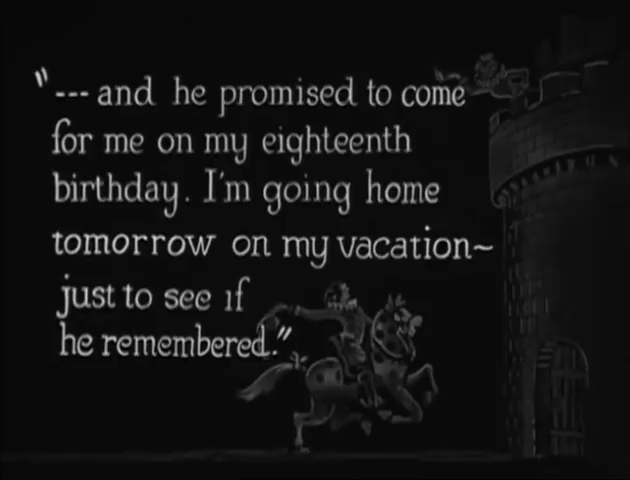 "--- and he promised to come
for me on my eighteenth
birthday. I'm going home
tomorrow on my vacation~
just to see if
he remembered."